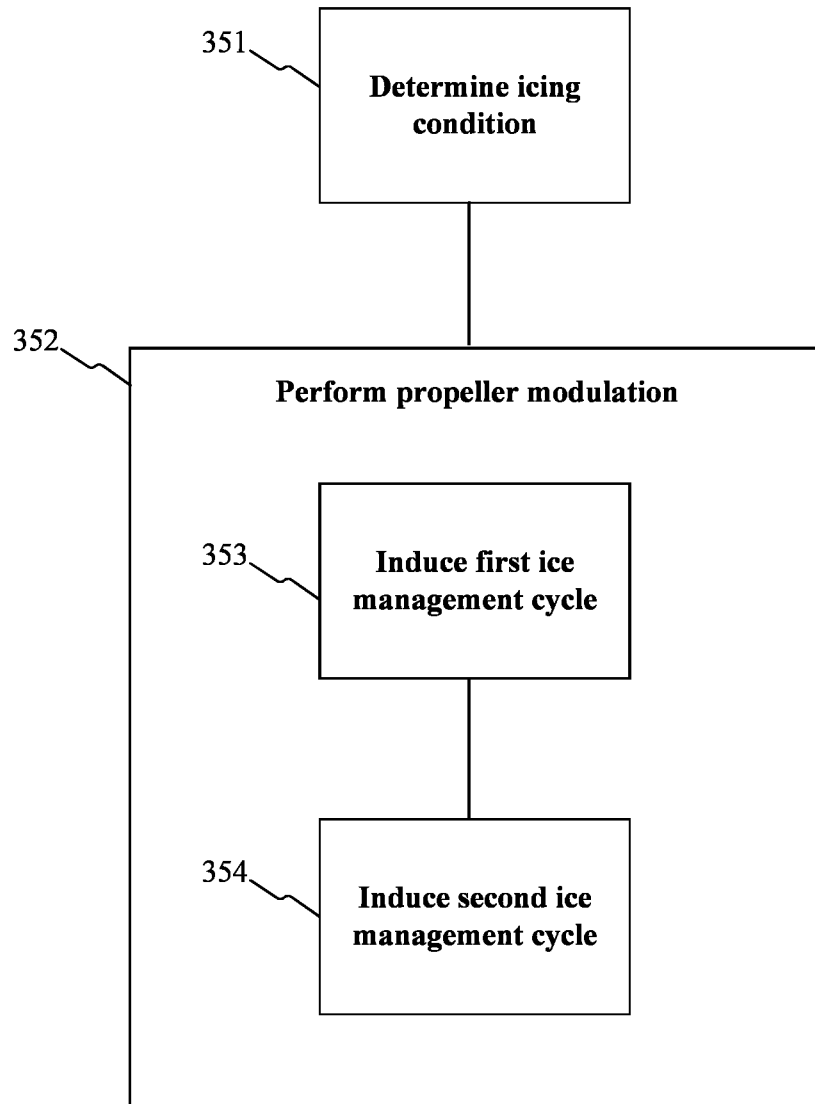 351
Determine icing
condition
352
Perform propeller modulation
353
Induce first ice
management cycle
354
Induce second ice
management cycle